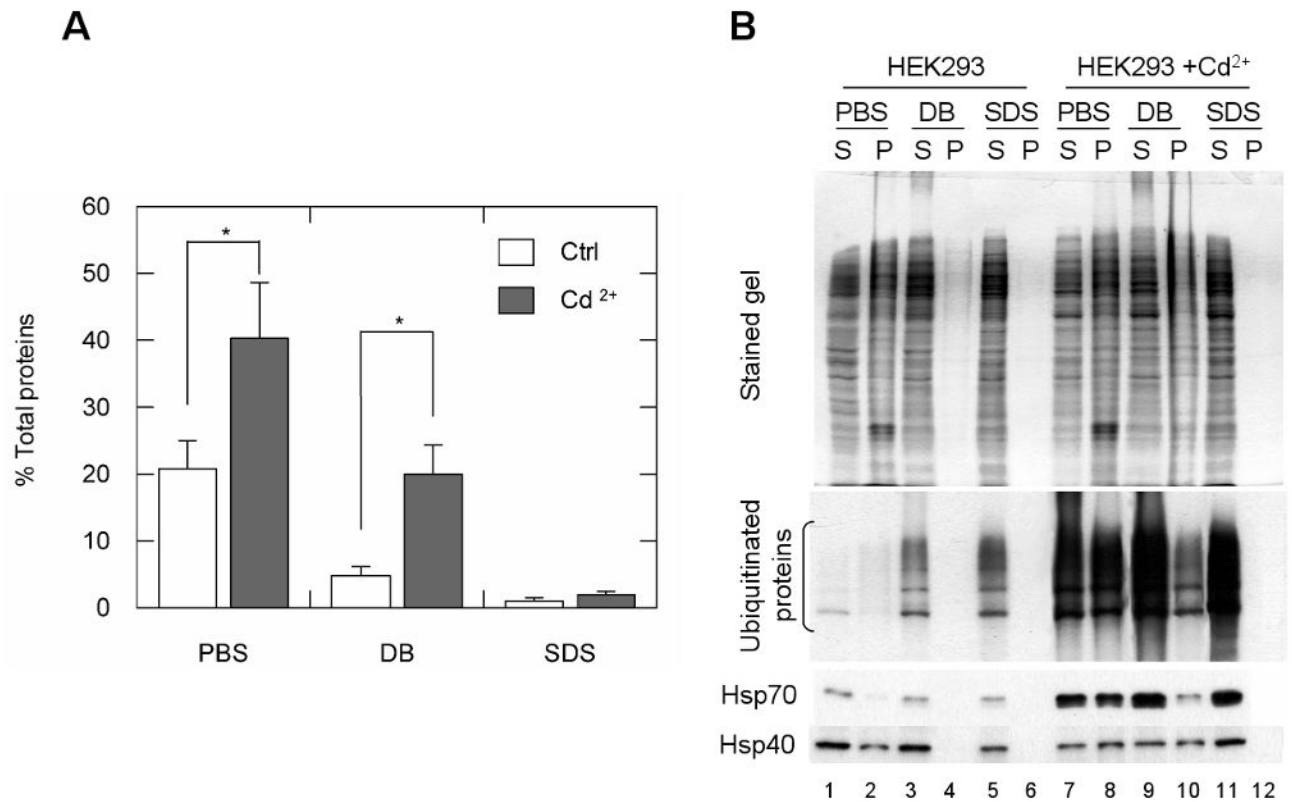 A
60
50
40
30
20
10
0
% Total proteins
*
*
Ctrl
Cd 2+
PBS
DB
SDS
B
HEK293
HEK293 +Cd2+
PBS DB SDS PBS DB SDS
S P S P S P S P S P S P
Stained gel
Ubiquitinated
proteins
Hsp70
Hsp40
1 2 3 4 5 6 7 8 9 10 11 12